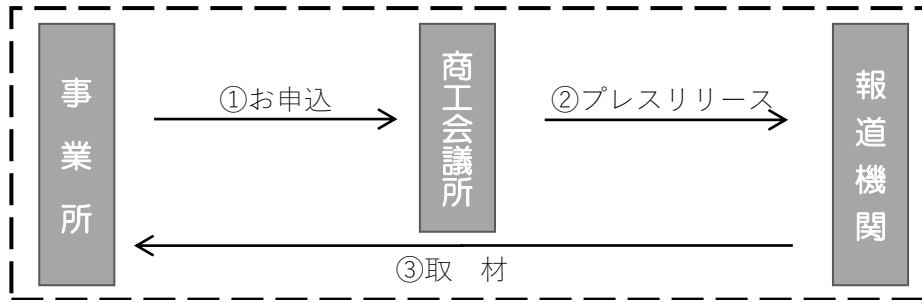 事業所
①お申込
商工会議所
②プレスリリース
報道機関
③取　材